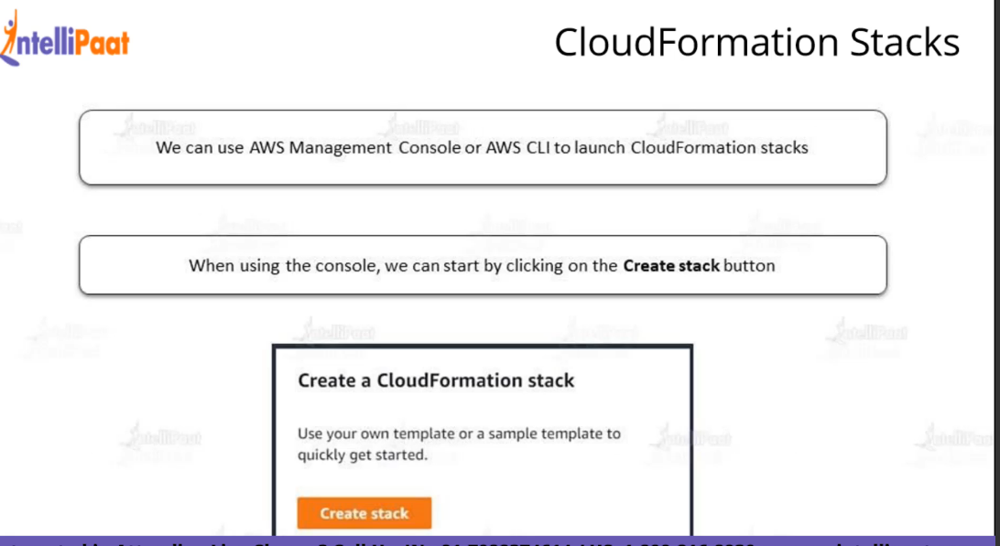 IntelliPaat
CloudFormation Stacks
We can use AWS Management Console or AWS CLI to launch CloudFormation stacks
When using the console, we can start by clicking on the Create stack button
Create a CloudFormation stack
Use your own template or a sample template to
quickly get started.
Create stack